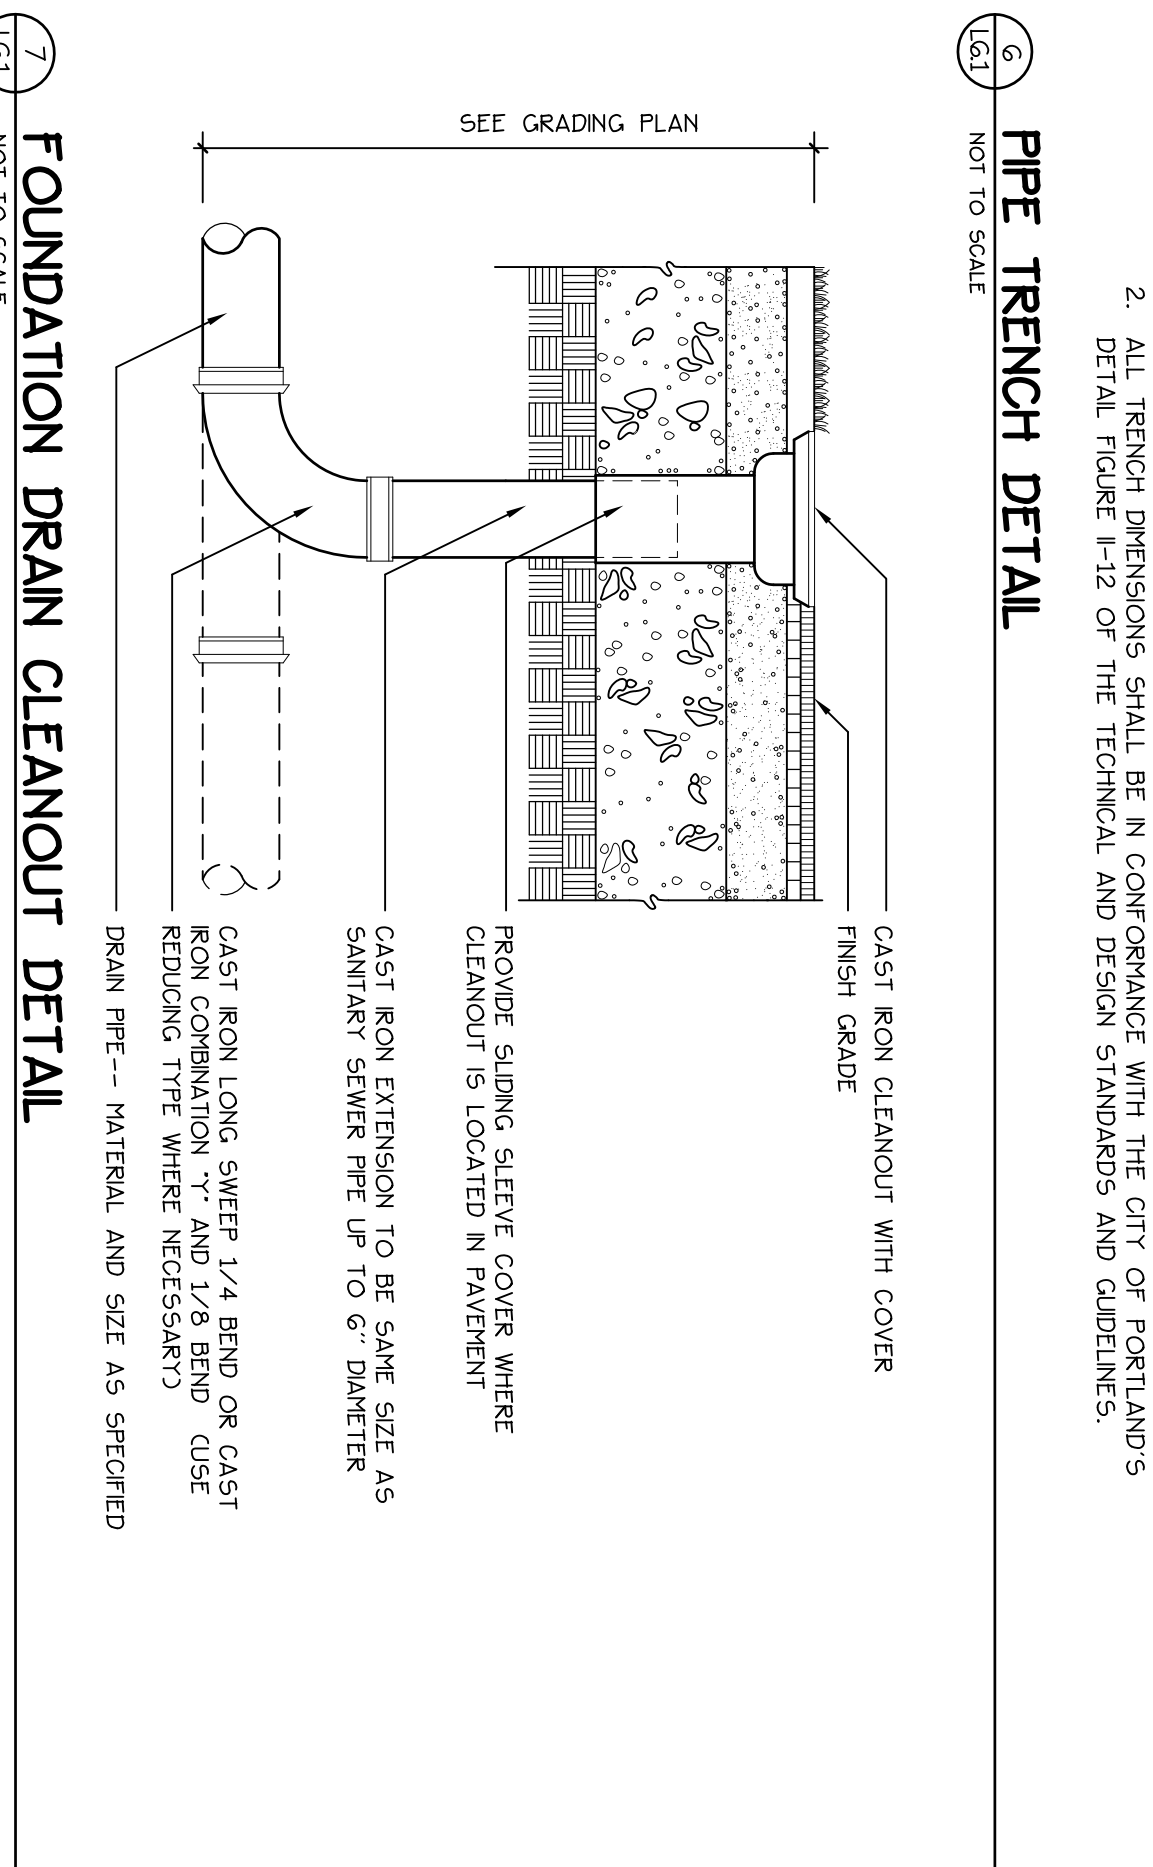 2. ALL TRENCH DIMENSIONS SHALL BE IN CONFORMANCE WITH THE CITY OF PORTLAND'S
DETAIL FIGURE II-12 OF THE TECHNICAL AND DESIGN STANDARDS AND GUIDELINES.
6
L6.1
PIPE TRENCH DETAIL
NOT TO SCALE
SEE GRADING PLAN
CAST IRON CLEANOUT WITH COVER
FINISH GRADE
PROVIDE SLIDING SLEEVE COVER WHERE
CLEANOUT IS LOCATED IN PAVEMENT
CAST IRON EXTENSION TO BE SAME SIZE AS
SANITARY SEWER PIPE UP TO 6'' DIAMETER
CAST IRON LONG SWEEP 1/4 BEND OR CAST
IRON COMBINATION "Y" AND 1/8 BEND (USE
REDUCING TYPE WHERE NECESSARY)
DRAIN PIPE-- MATERIAL AND SIZE AS SPECIFIED
7
L6.1
FOUNDATION DRAIN CLEANOUT DETAIL
NOT TO SCALE